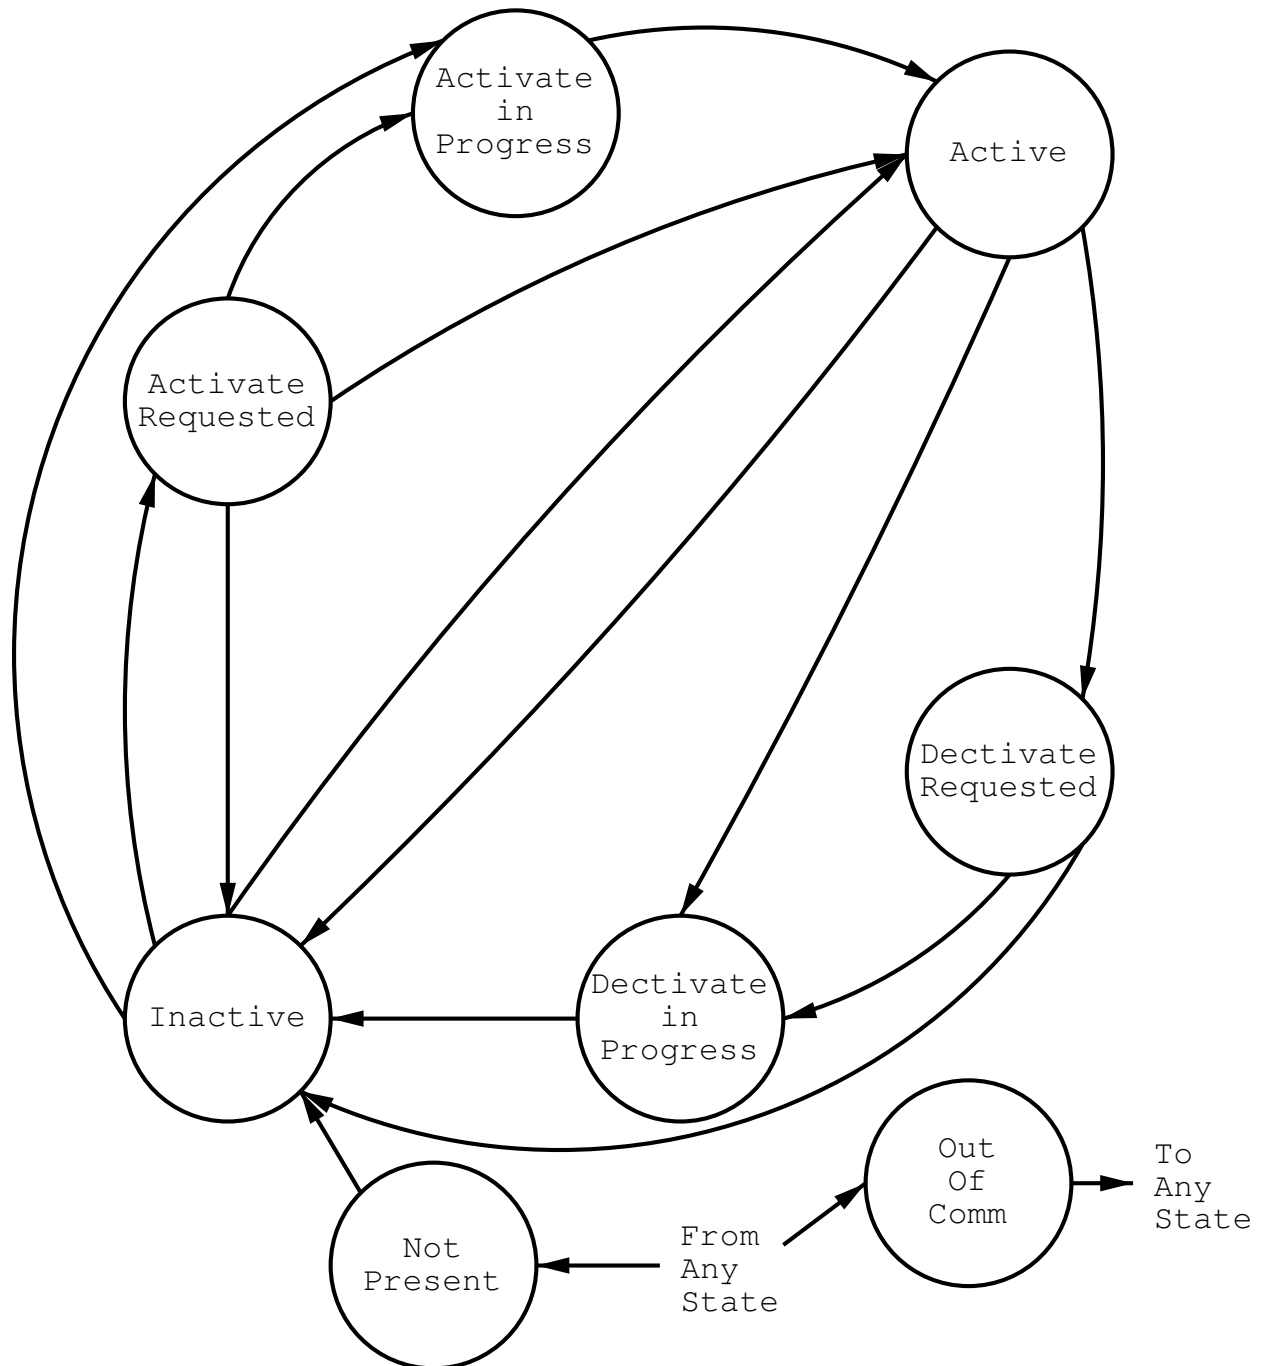 Activate
in
Progress
Active
Activate
Requested
Dectivate
Requested
Inactive
Dectivate
in
Progress
Out
Of
Comm
To
Any
State
Not
Present
From
Any
State